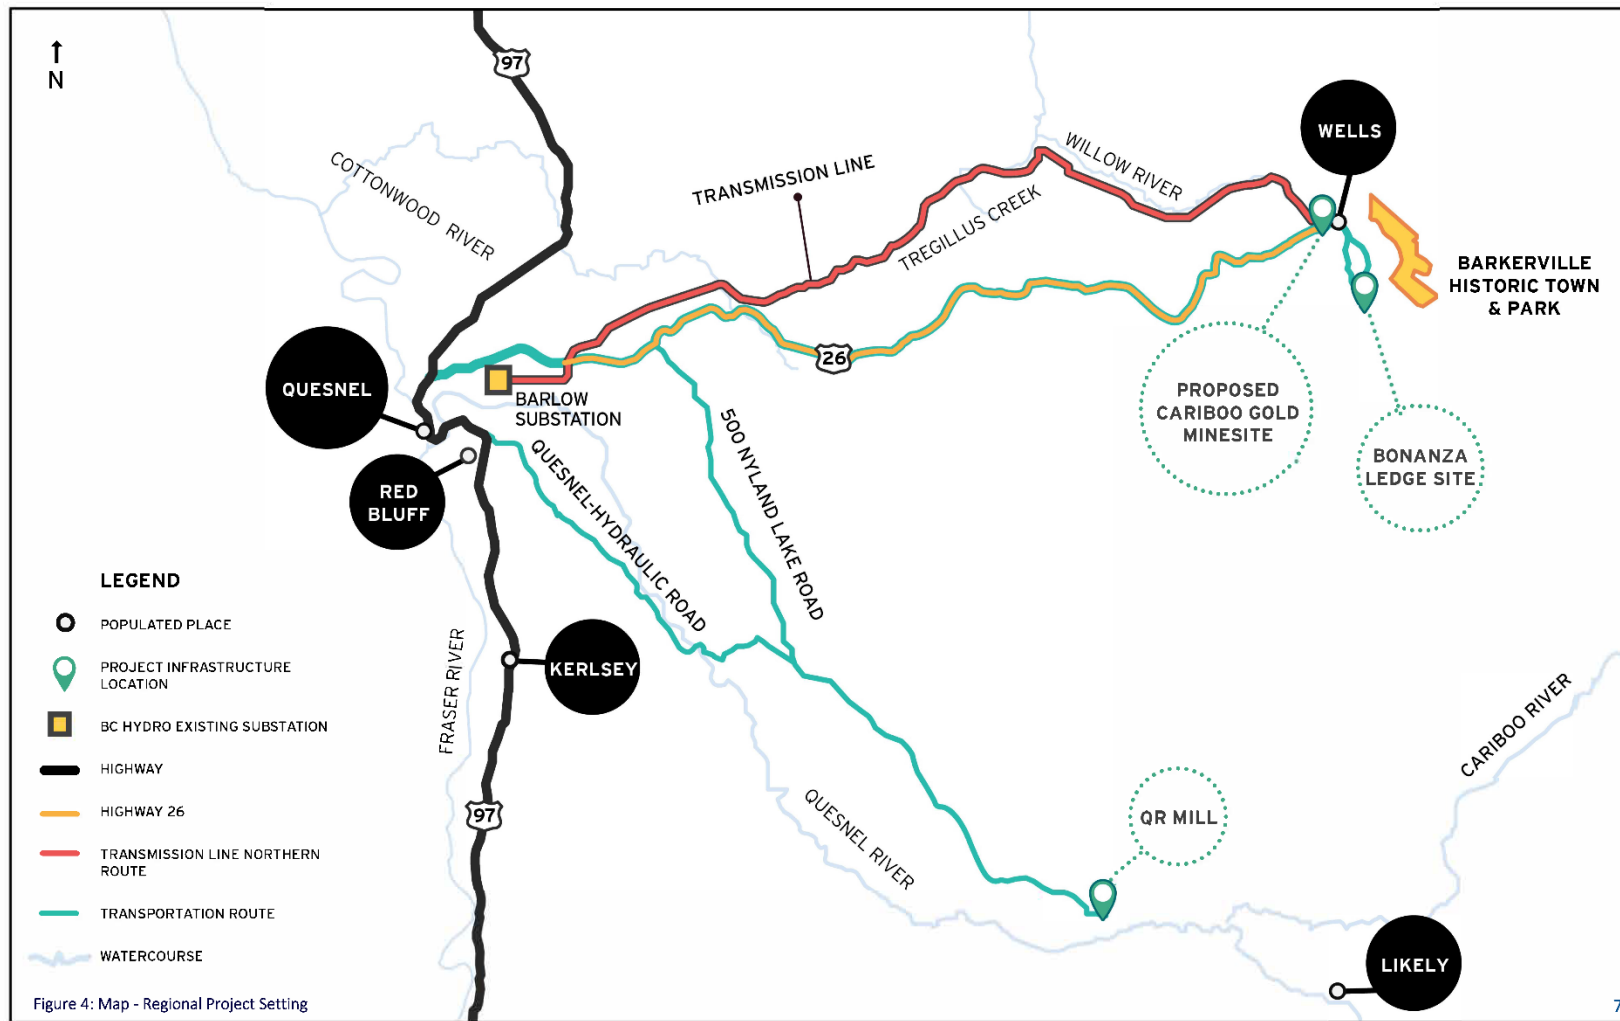 N
97
WELLS
WILLOW RIVER
COTTONWOOD RIVER
TRANSMISSION LINE
TREGILLUS CREEK
BARKERVILLE
HISTORIC TOWN
& PARK
26
QUESNEL
BARLOW
SUBSTATION
PROPOSED
CARIBOO GOLD
MINESITE
BONANZA
LEDGE SITE
RED
BLUFF
QUESNEL-HYDRAULIC ROAD
500 NYLAND LAKE ROAD
LEGEND
POPULATED PLACE
PROJECT INFRASTRUCTURE
LOCATION
BC HYDRO EXISTING SUBSTATION
HIGHWAY
HIGHWAY 26
TRANSMISSION LINE NORTHERN
ROUTE
TRANSPORTATION ROUTE
WATERCOURSE
FRASER RIVER
KERLSEY
97
QUESNEL RIVER
QR MILL
CARIBOO RIVER
LIKELY
Figure 4: Map - Regional Project Setting
7